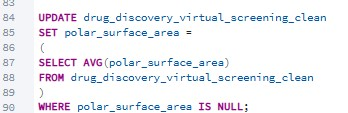 83
84 UPDATE drug_discovery_virtual_screening_clean
85 SET polar_surface_area =
86 (
87 SELECT AVG(polar_surface_area)
88 FROM drug_discovery_virtual_screening_clean
89 )
90 WHERE polar_surface_area IS NULL;